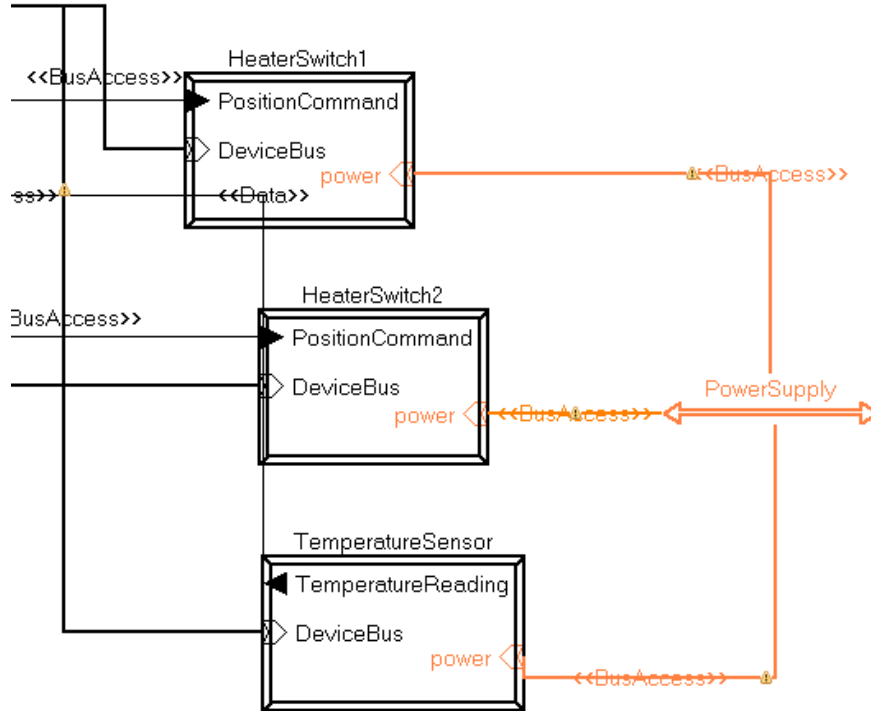 HeaterSwitch1
<<BusAccess>>
PositionCommand
DeviceBus
power
<<BusAccess>>
ss>>
<<Data>>
HeaterSwitch2
BusAccess>>
PositionCommand
DeviceBus
PowerSupply
power
<<BusAccess>>
TemperatureSensor
TemperatureReading
DeviceBus
power
<<BusAccess>>